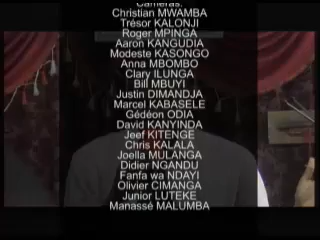 Caméras:
Christian MWAMBA
Trésor KALONJI
Roger MPINGA
Aaron KANGUDIA
Modeste KASONGO
Anna MBOMBO
Clary ILUNGA
Bill MBUYI
Justin DIMANDJA
Marcel KABASELE
Gédéon ODIA
David KANYINDA
Jeef KITENGE
Chris KALALA
Joella MULANGA
Didier NGANDU
Fanfa wa NDAYI
Olivier CIMANGA
Junior LUTEKE
Manassé MALUMBA